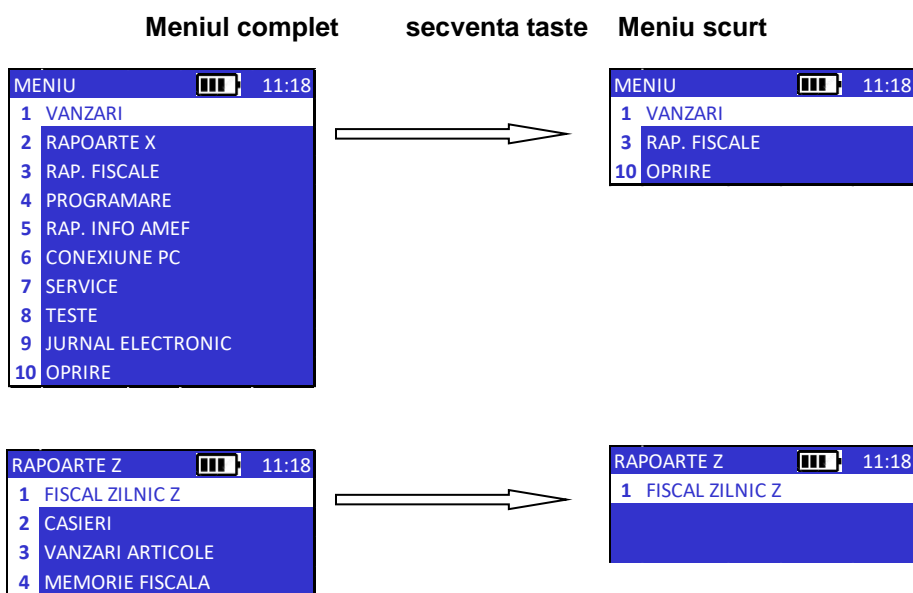 Meniul complet secventa taste Meniu scurt
MENIU 11:18
1 VANZARI
2 RAPOARTE X
3 RAP. FISCALE
4 PROGRAMARE
5 RAP. INFO AMEF
6 CONEXIUNE PC
7 SERVICE
8 TESTE
9 JURNAL ELECTRONIC
10 OPRIRE
MENIU 11:18
1 VANZARI
3 RAP. FISCALE
10 OPRIRE
RAPOARTE Z 11:18
1 FISCAL ZILNIC Z
2 CASIERI
3 VANZARI ARTICOLE
4 MEMORIE FISCALA
RAPOARTE Z 11:18
1 FISCAL ZILNIC Z